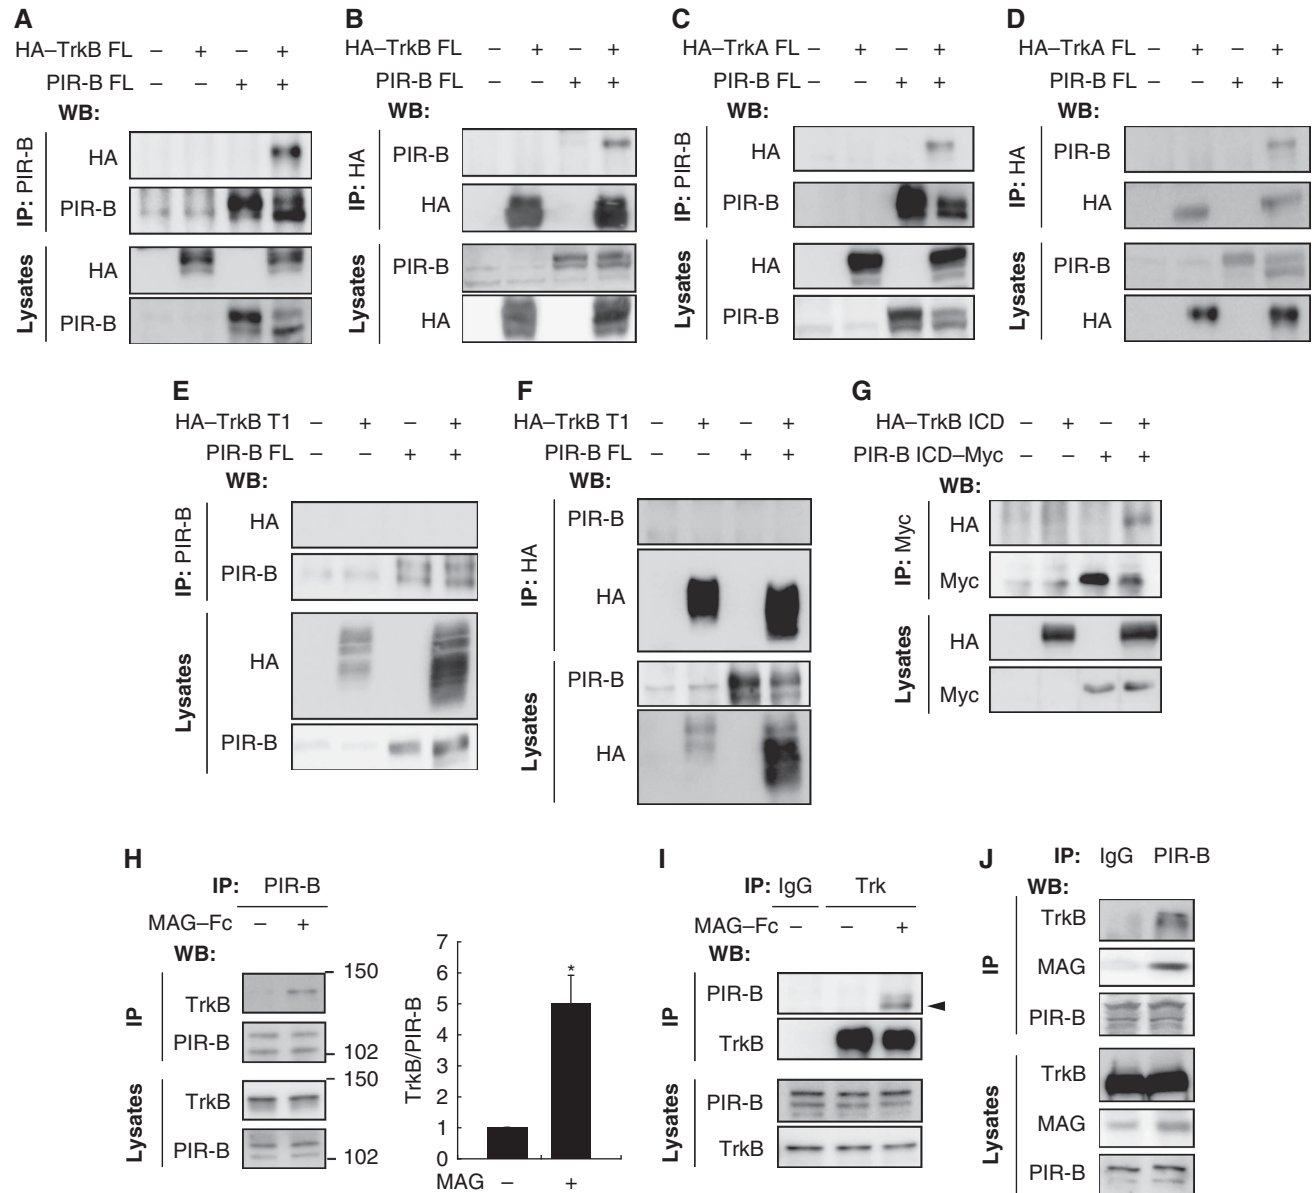 A
HA–TrkB FL – + – +
PIR-B FL – – + +
WB:
IP: PIR-B
HA
PIR-B
Lysates
HA
PIR-B
B
HA–TrkB FL – + – +
PIR-B FL – – + +
WB:
IP: HA
PIR-B
HA
Lysates
PIR-B
HA
C
HA–TrkA FL – + – +
PIR-B FL – – + +
WB:
IP: PIR-B
HA
PIR-B
Lysates
HA
PIR-B
D
HA–TrkA FL – + – +
PIR-B FL – – + +
WB:
IP: HA
PIR-B
HA
Lysates
PIR-B
HA
E
HA–TrkB T1 – + – +
PIR-B FL – – + +
WB:
IP: PIR-B
HA
PIR-B
Lysates
HA
PIR-B
F
HA–TrkB T1 – + – +
PIR-B FL – – + +
WB:
IP: HA
PIR-B
HA
Lysates
PIR-B
HA
G
HA–TrkB ICD – + – +
PIR-B ICD–Myc – – + +
WB:
IP: Myc
HA
Myc
Lysates
HA
Myc
H
IP: PIR-B
MAG–Fc – +
WB:
IP
TrkB
150
PIR-B
102
Lysates
TrkB
150
PIR-B
102
TrkB/PIR-B
7
6
5
4
3
2
1
0
*
MAG – +
I
IP: IgG Trk
MAG–Fc – – +
WB:
IP
PIR-B
TrkB
Lysates
PIR-B
TrkB
J
IP: IgG PIR-B
WB:
IP
TrkB
MAG
PIR-B
Lysates
TrkB
MAG
PIR-B